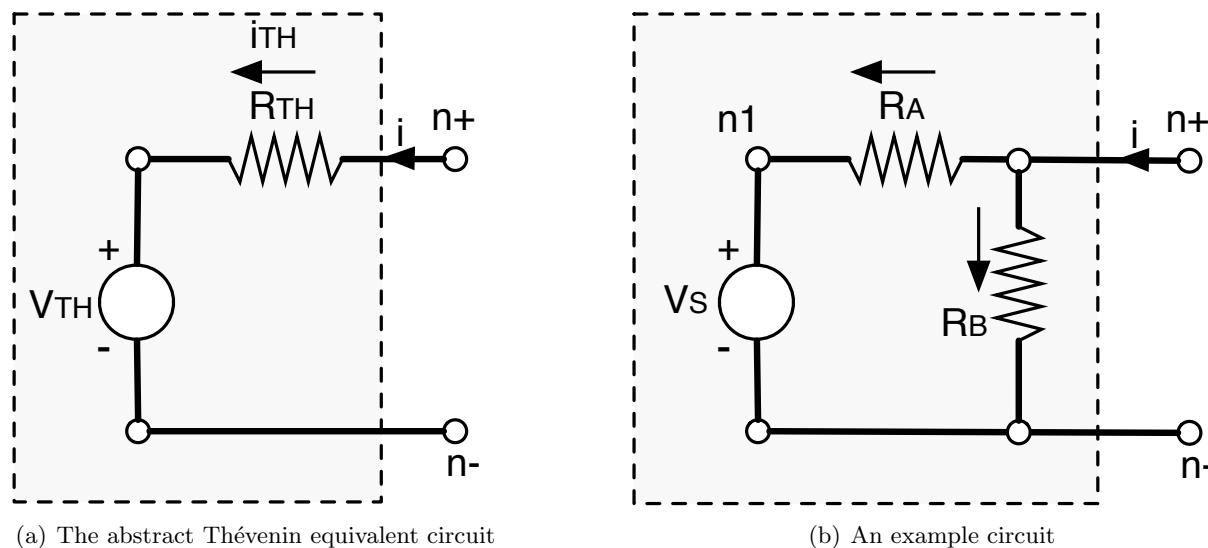 iTH
RTH
i
n+
+
VTH
-
n-
(a) The abstract Thévenin equivalent circuit
n1
RA
i
n+
+
VS
-
RB
n-
(b) An example circuit